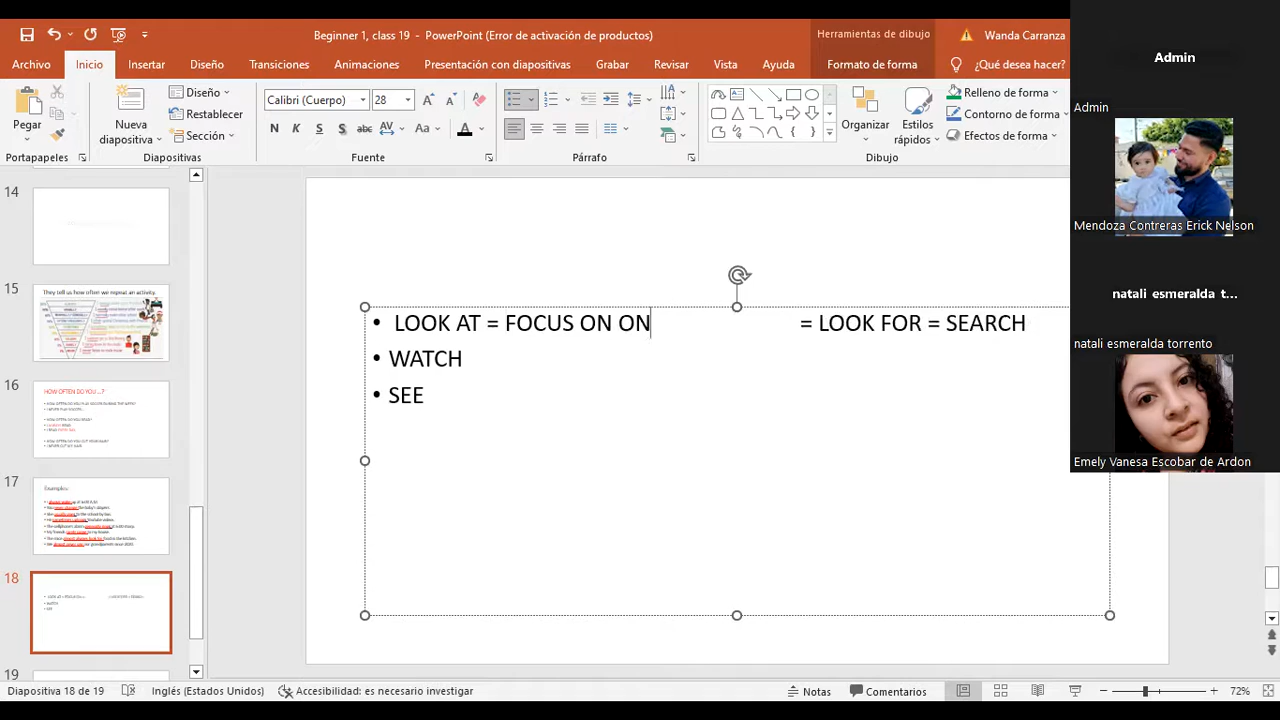 Beginner 1, class 19 - PowerPoint (Error de activación de productos)
Herramientas de dibujo
Wanda Carranza
Archivo Inicio Insertar Diseño Transiciones Animaciones Presentación con diapositivas Grabar Revisar Vista Ayuda Formato de forma ¿Qué desea hacer?
Pegar
Portapapeles
Nueva diapositiva
Diseño
Restablecer
Sección
Diapositivas
Calibri (Cuerpo) 28
N K S S abc AV Aa A
Fuente
Párrafo
Organizar
Estilos rápidos
Dibujo
Relleno de forma
Contorno de forma
Efectos de forma
14
15
They tell us how often we repeat an activity.
16
HOW OFTEN DO YOU ...?
17
Examples:
18
19
• LOOK AT = FOCUS ON ON = LOOK FOR = SEARCH
• WATCH
• SEE
Admin
Admin
Mendoza Contreras Erick Nelson
natali esmeralda t...
natali esmeralda torrento
Emely Vanesa Escobar de Ardon
Diapositiva 18 de 19 Inglés (Estados Unidos) Accesibilidad: es necesario investigar Notas Comentarios 72%